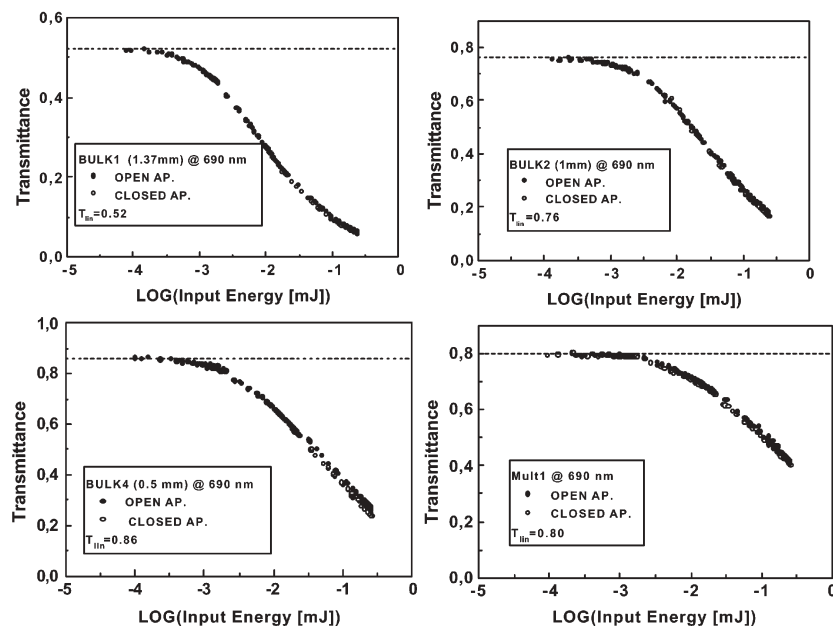 0,6
0,4
0,2
0,0
Transmittance
BULK1 (1.37mm) @ 690 nm
OPEN AP.
CLOSED AP.
Tlin=0.52
-5 -4 -3 -2 -1 0
LOG(Input Energy [mJ])
0,8
0,6
0,4
0,2
0,0
Transmittance
BULK2 (1mm) @ 690 nm
OPEN AP.
CLOSED AP.
Tlin=0.76
-5 -4 -3 -2 -1 0
LOG(Input Energy [mJ])
1,0
0,8
0,6
0,4
0,2
0,0
Transmittance
BULK4 (0.5 mm) @ 690 nm
OPEN AP.
CLOSED AP.
Tlin=0.86
-5 -4 -3 -2 -1 0
LOG(Input Energy [mJ])
0,8
0,6
0,4
0,2
0,0
Transmittance
Mult1 @ 690 nm
OPEN AP.
CLOSED AP.
Tlin=0.80
-5 -4 -3 -2 -1 0
LOG(Input Energy [mJ])